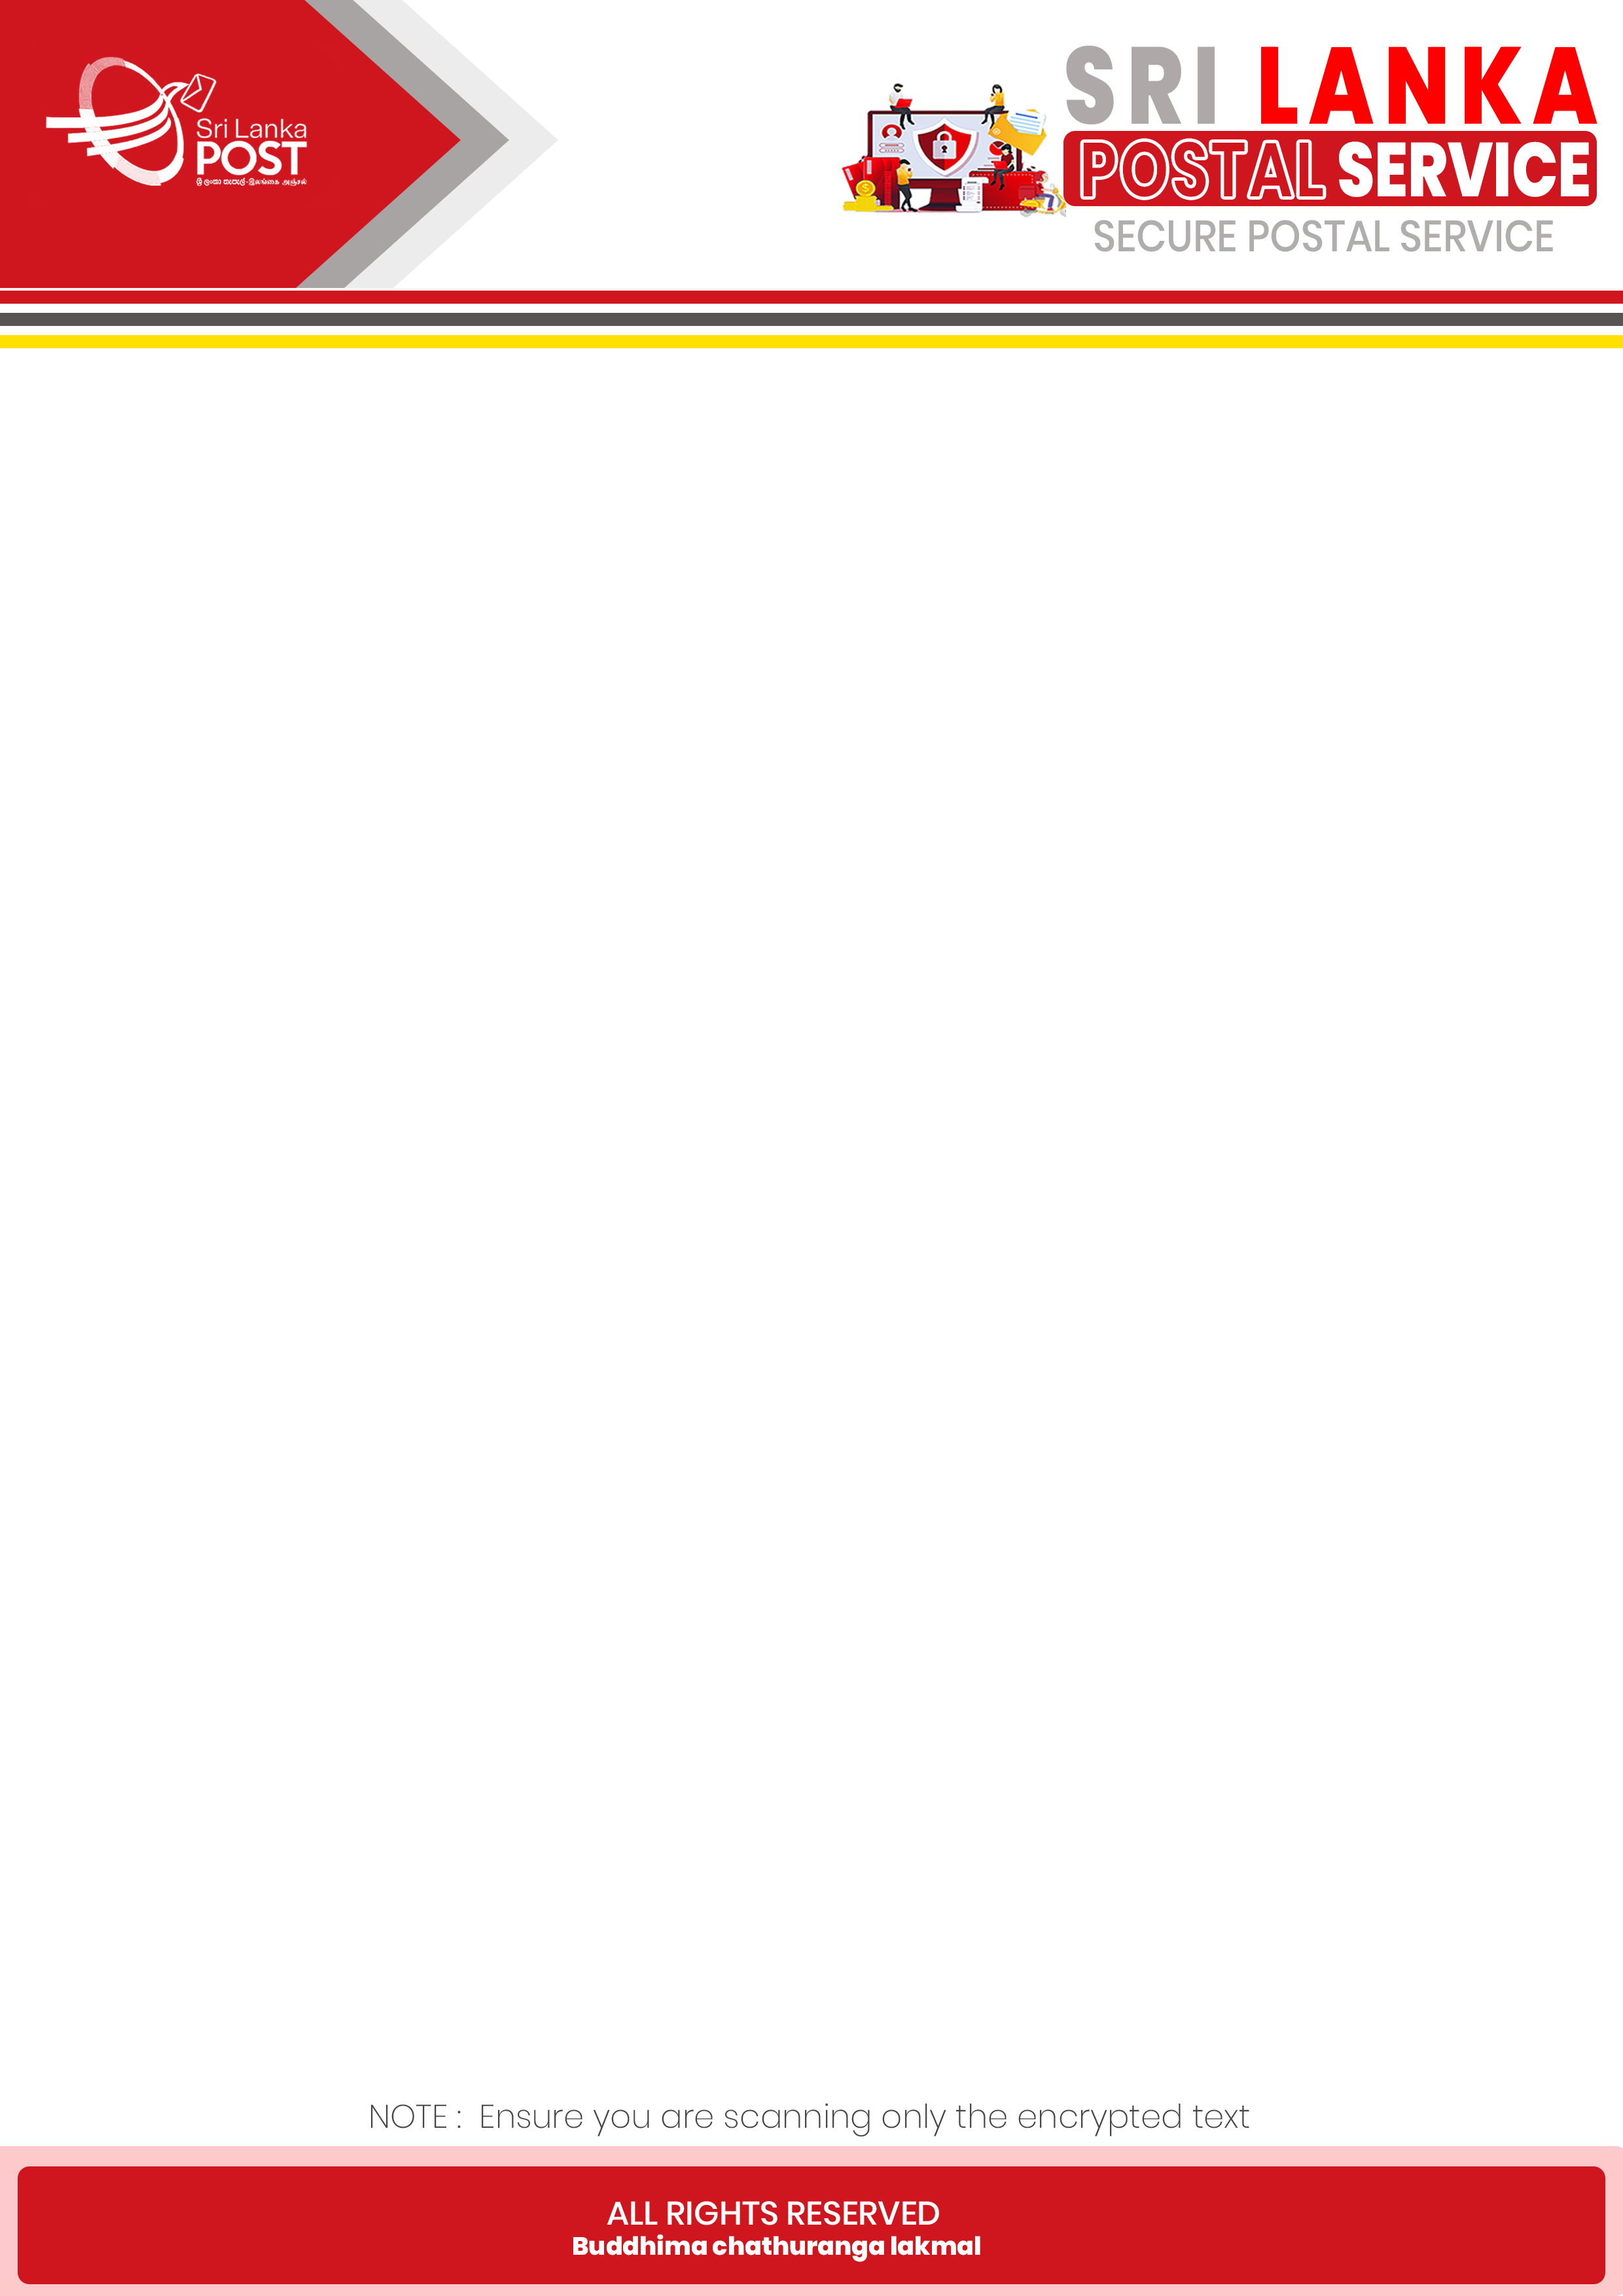 Sri Lanka
POST
ශ්‍රී ලංකා තැපැල්-இலங்கை அஞ்சல்
SRI LANKA
POSTAL SERVICE
SECURE POSTAL SERVICE
NOTE : Ensure you are scanning only the encrypted text
ALL RIGHTS RESERVED
Buddhima chathuranga lakmal